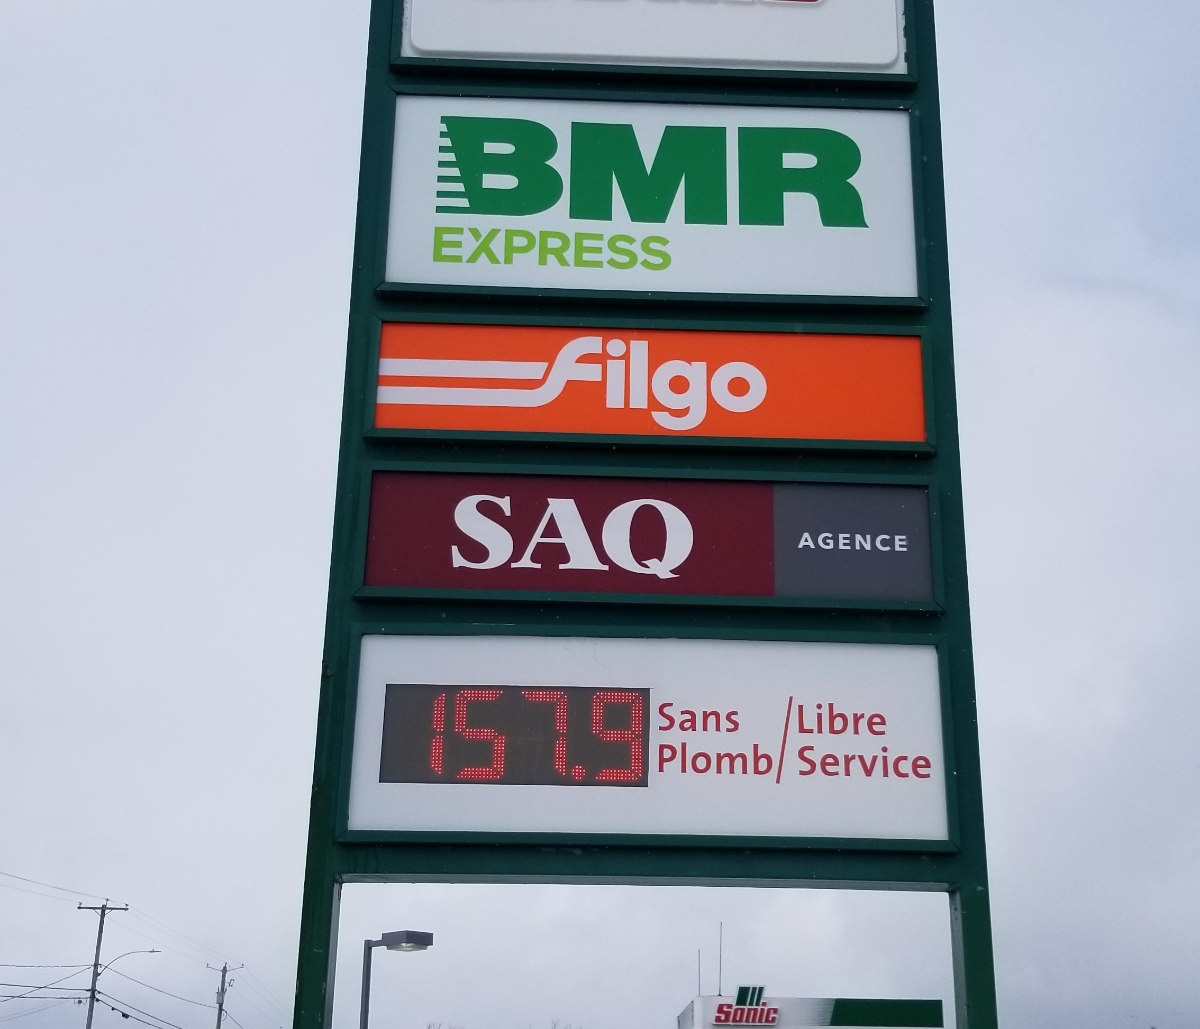 BMR
EXPRESS
filgo
SAQ
AGENCE
157.9
Sans / Libre
Plomb / Service
Sonic